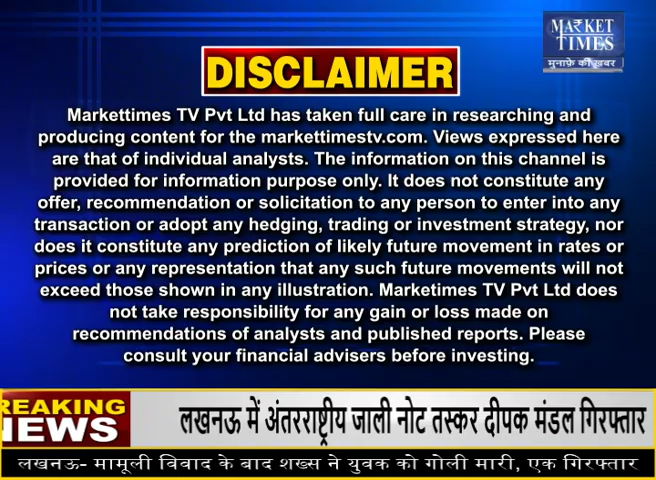 MARKET
TIMES
मुनाफ़े की ख़बर
DISCLAIMER
Markettimes TV Pvt Ltd has taken full care in researching and
producing content for the markettimestv.com. Views expressed here
are that of individual analysts. The information on this channel is
provided for information purpose only. It does not constitute any
offer, recommendation or solicitation to any person to enter into any
transaction or adopt any hedging, trading or investment strategy, nor
does it constitute any prediction of likely future movement in rates or
prices or any representation that any such future movements will not
exceed those shown in any illustration. Marketimes TV Pvt Ltd does
not take responsibility for any gain or loss made on
recommendations of analysts and published reports. Please
consult your financial advisers before investing.
REAKING
NEWS
लखनऊ में अंतरराष्ट्रीय जाली नोट तस्कर दीपक मंडल गिरफ्तार
लखनऊ- मामूली विवाद के बाद शख्स ने युवक को गोली मारी, एक गिरफ्तार